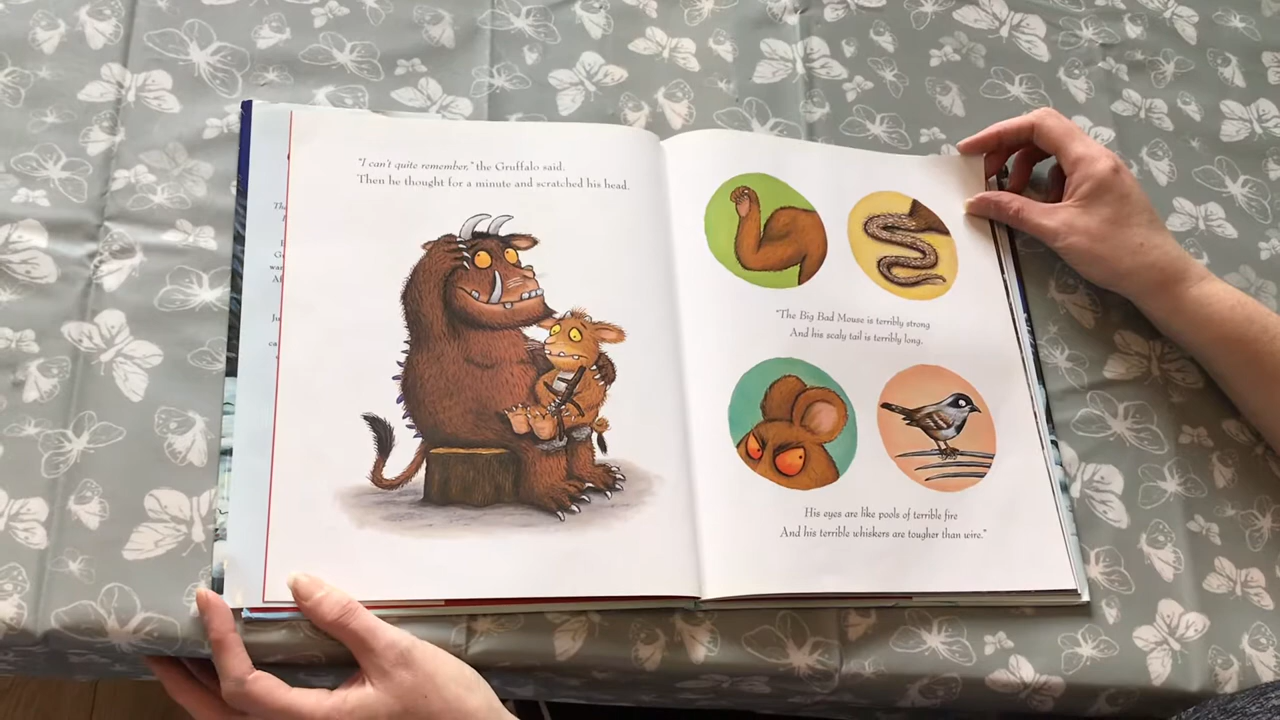 "I can't quite remember," the Gruffalo said.
Then he thought for a minute and scratched his head.
"The Big Bad Mouse is terribly strong
And his scaly tail is terribly long.
His eyes are like pools of terrible fire
And his terrible whiskers are tougher than wire."